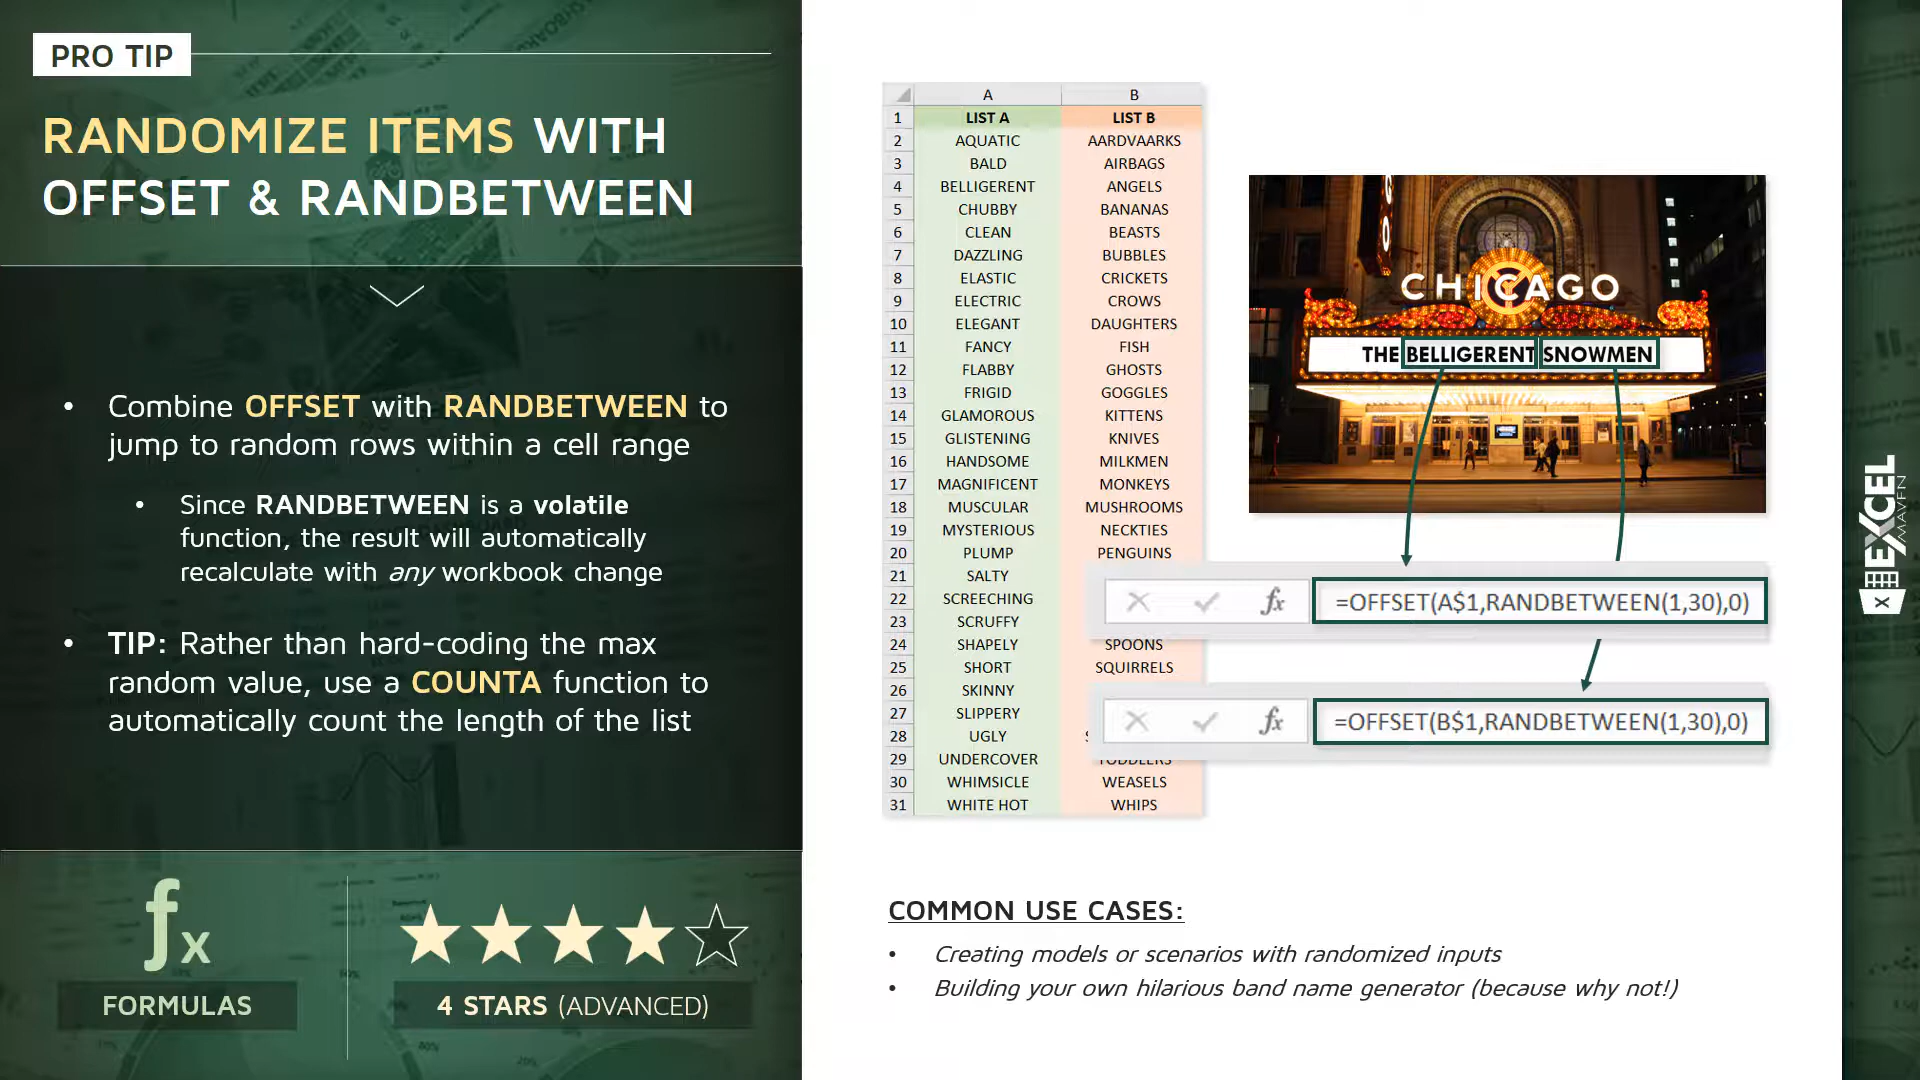 PRO TIP
RANDOMIZE ITEMS WITH
OFFSET & RANDBETWEEN
• Combine OFFSET with RANDBETWEEN to
jump to random rows within a cell range
• Since RANDBETWEEN is a volatile
function, the result will automatically
recalculate with any workbook change
• TIP: Rather than hard-coding the max
random value, use a COUNTA function to
automatically count the length of the list
fx
FORMULAS
4 STARS (ADVANCED)
A B
1 LIST A LIST B
2 AQUATIC AARDVAARKS
3 BALD AIRBAGS
4 BELLIGERENT ANGELS
5 CHUBBY BANANAS
6 CLEAN BEASTS
7 DAZZLING BUBBLES
8 ELASTIC CRICKETS
9 ELECTRIC CROWS
10 ELEGANT DAUGHTERS
11 FANCY FISH
12 FLABBY GHOSTS
13 FRIGID GOGGLES
14 GLAMOROUS KITTENS
15 GLISTENING KNIVES
16 HANDSOME MILKMEN
17 MAGNIFICENT MONKEYS
18 MUSCULAR MUSHROOMS
19 MYSTERIOUS NECKTIES
20 PLUMP PENGUINS
21 SALTY
22 SCREECHING
23 SCRUFFY
24 SHAPELY SPOONS
25 SHORT SQUIRRELS
26 SKINNY
27 SLIPPERY
28 UGLY
29 UNDERCOVER TODDLERS
30 WHIMSICLE WEASELS
31 WHITE HOT WHIPS
CHICAGO
THE BELLIGERENT SNOWMEN
fx =OFFSET(A$1,RANDBETWEEN(1,30),0)
fx =OFFSET(B$1,RANDBETWEEN(1,30),0)
COMMON USE CASES:
• Creating models or scenarios with randomized inputs
• Building your own hilarious band name generator (because why not!)
EXCEL
MAVEN
X